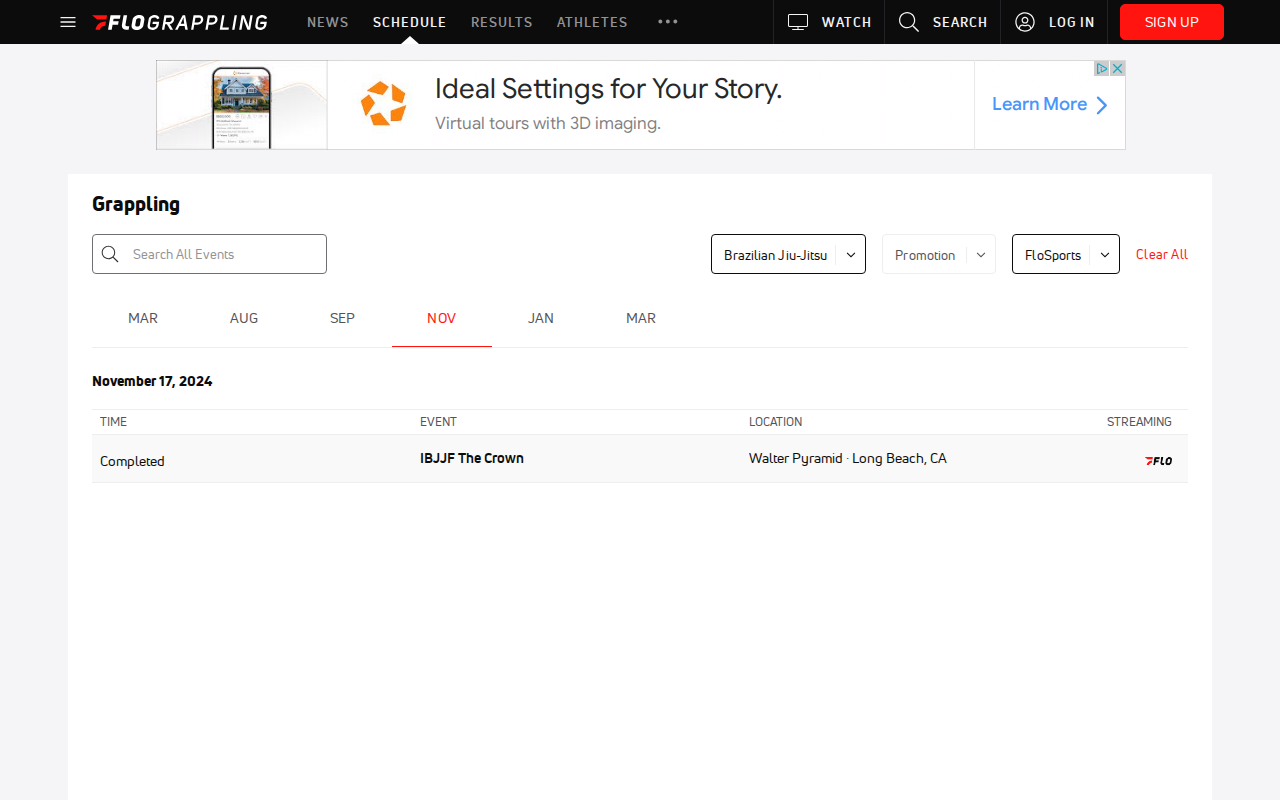 FLOGRAPPLING NEWS SCHEDULE RESULTS ATHLETES ••• WATCH SEARCH LOG IN SIGN UP
Ideal Settings for Your Story.
Virtual tours with 3D imaging.
Learn More
Grappling
Search All Events
Brazilian Jiu-Jitsu Promotion FloSports Clear All
MAR AUG SEP NOV JAN MAR
November 17, 2024
TIME EVENT LOCATION STREAMING
Completed IBJJF The Crown Walter Pyramid · Long Beach, CA FLO